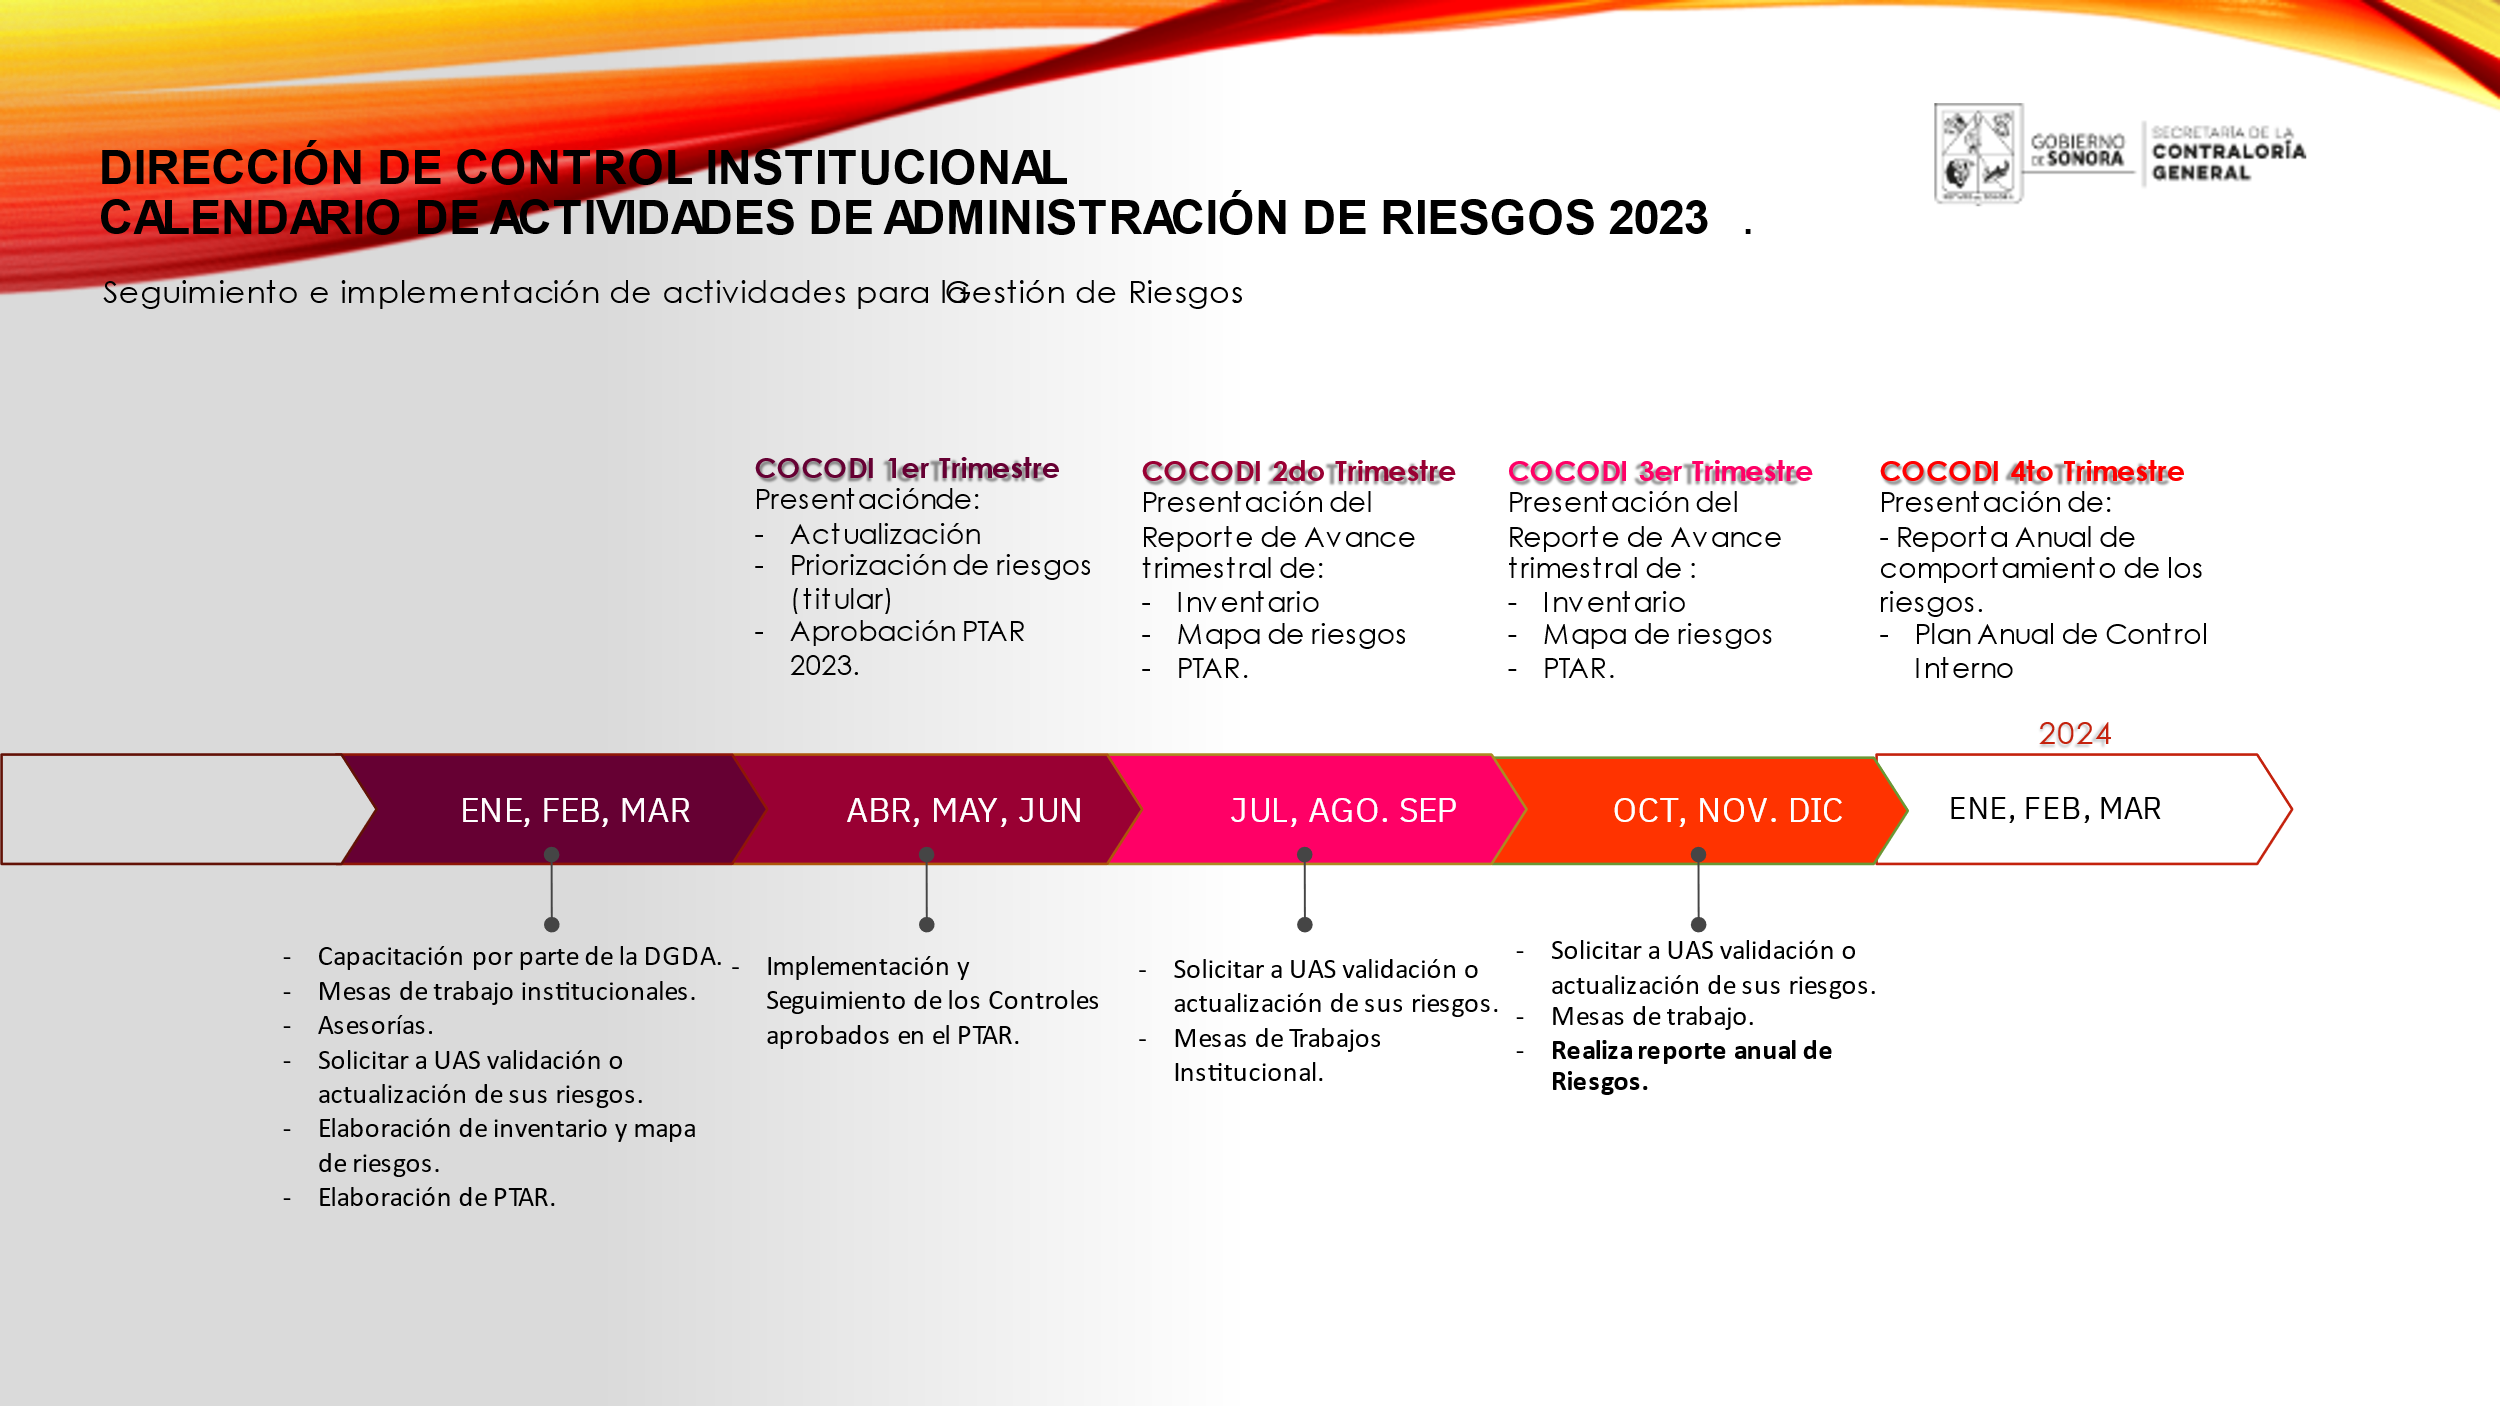 DIRECCIÓN DE CONTROL INSTITUCIONAL
CALENDARIO DE ACTIVIDADES DE ADMINISTRACIÓN DE RIESGOS 2023 .
GOBIERNO
DE SONORA
SECRETARÍA DE LA
CONTRALORÍA
GENERAL
Seguimiento e implementación de actividades para la Gestión de Riesgos
COCODI 1er Trimestre
Presentaciónde:
- Actualización
- Priorización de riesgos
(titular)
- Aprobación PTAR
2023.
COCODI 2do Trimestre
Presentación del
Reporte de Avance
trimestral de:
- Inventario
- Mapa de riesgos
- PTAR.
COCODI 3er Trimestre
Presentación del
Reporte de Avance
trimestral de :
- Inventario
- Mapa de riesgos
- PTAR.
COCODI 4to Trimestre
Presentación de:
- Reporta Anual de
comportamiento de los
riesgos.
- Plan Anual de Control
Interno
2024
ENE, FEB, MAR
ABR, MAY, JUN
JUL, AGO. SEP
OCT, NOV. DIC
ENE, FEB, MAR
- Capacitación por parte de la DGDA.
- Mesas de trabajo institucionales.
- Asesorías.
- Solicitar a UAS validación o
actualización de sus riesgos.
- Elaboración de inventario y mapa
de riesgos.
- Elaboración de PTAR.
- Implementación y
Seguimiento de los Controles
aprobados en el PTAR.
- Solicitar a UAS validación o
actualización de sus riesgos.
- Mesas de Trabajos
Institucional.
- Solicitar a UAS validación o
actualización de sus riesgos.
- Mesas de trabajo.
- Realiza reporte anual de
Riesgos.